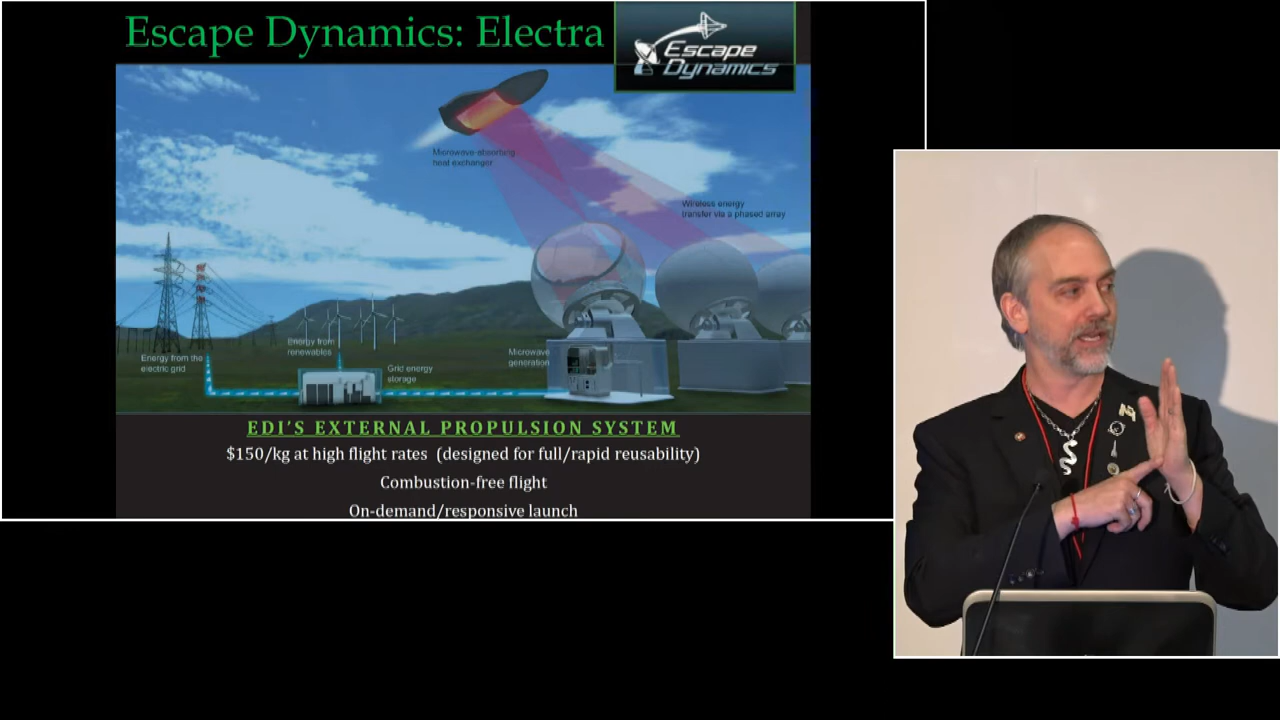 Escape Dynamics: Electra
Escape
Dynamics
Microwave-absorbing
heat exchanger
Wireless energy
transfer via a phased array
Energy from the
electric grid
Energy from
renewables
Grid energy
storage
Microwave
generation
EDI'S EXTERNAL PROPULSION SYSTEM
$150/kg at high flight rates (designed for full/rapid reusability)
Combustion-free flight
On-demand/responsive launch